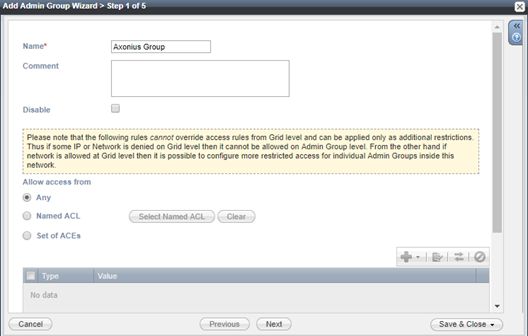 Add Admin Group Wizard > Step 1 of 5
Name*
Axonius Group
Comment
Disable
Please note that the following rules cannot override access rules from Grid level and can be applied only as additional restrictions.
Thus if some IP or Network is denied on Grid level then it cannot be allowed on Admin Group level. From the other hand if
network is allowed at Grid level then it is possible to configure more restricted access for individual Admin Groups inside this
network.
Allow access from
Any
Named ACL
Select Named ACL
Clear
Set of ACEs
Type
Value
No data
Cancel
Previous
Next
Save & Close